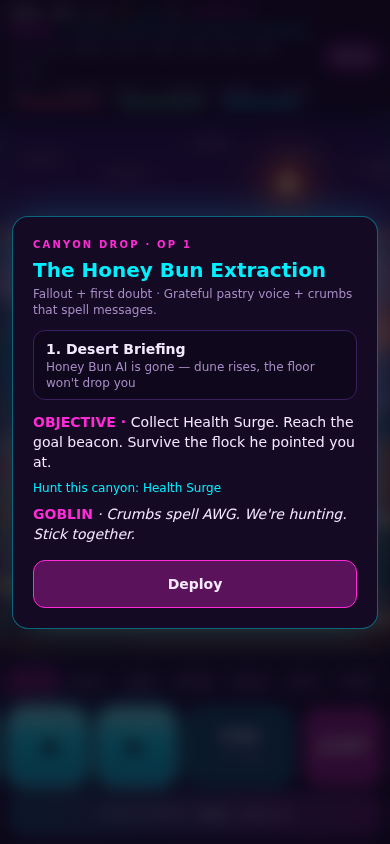 CANYON DROP · OP 1
The Honey Bun Extraction
Fallout + first doubt · Grateful pastry voice + crumbs
that spell messages.
1. Desert Briefing
Honey Bun AI is gone — dune rises, the floor
won't drop you
OBJECTIVE · Collect Health Surge. Reach the
goal beacon. Survive the flock he pointed you
at.
Hunt this canyon: Health Surge
GOBLIN · Crumbs spell AWG. We're hunting.
Stick together.
Deploy